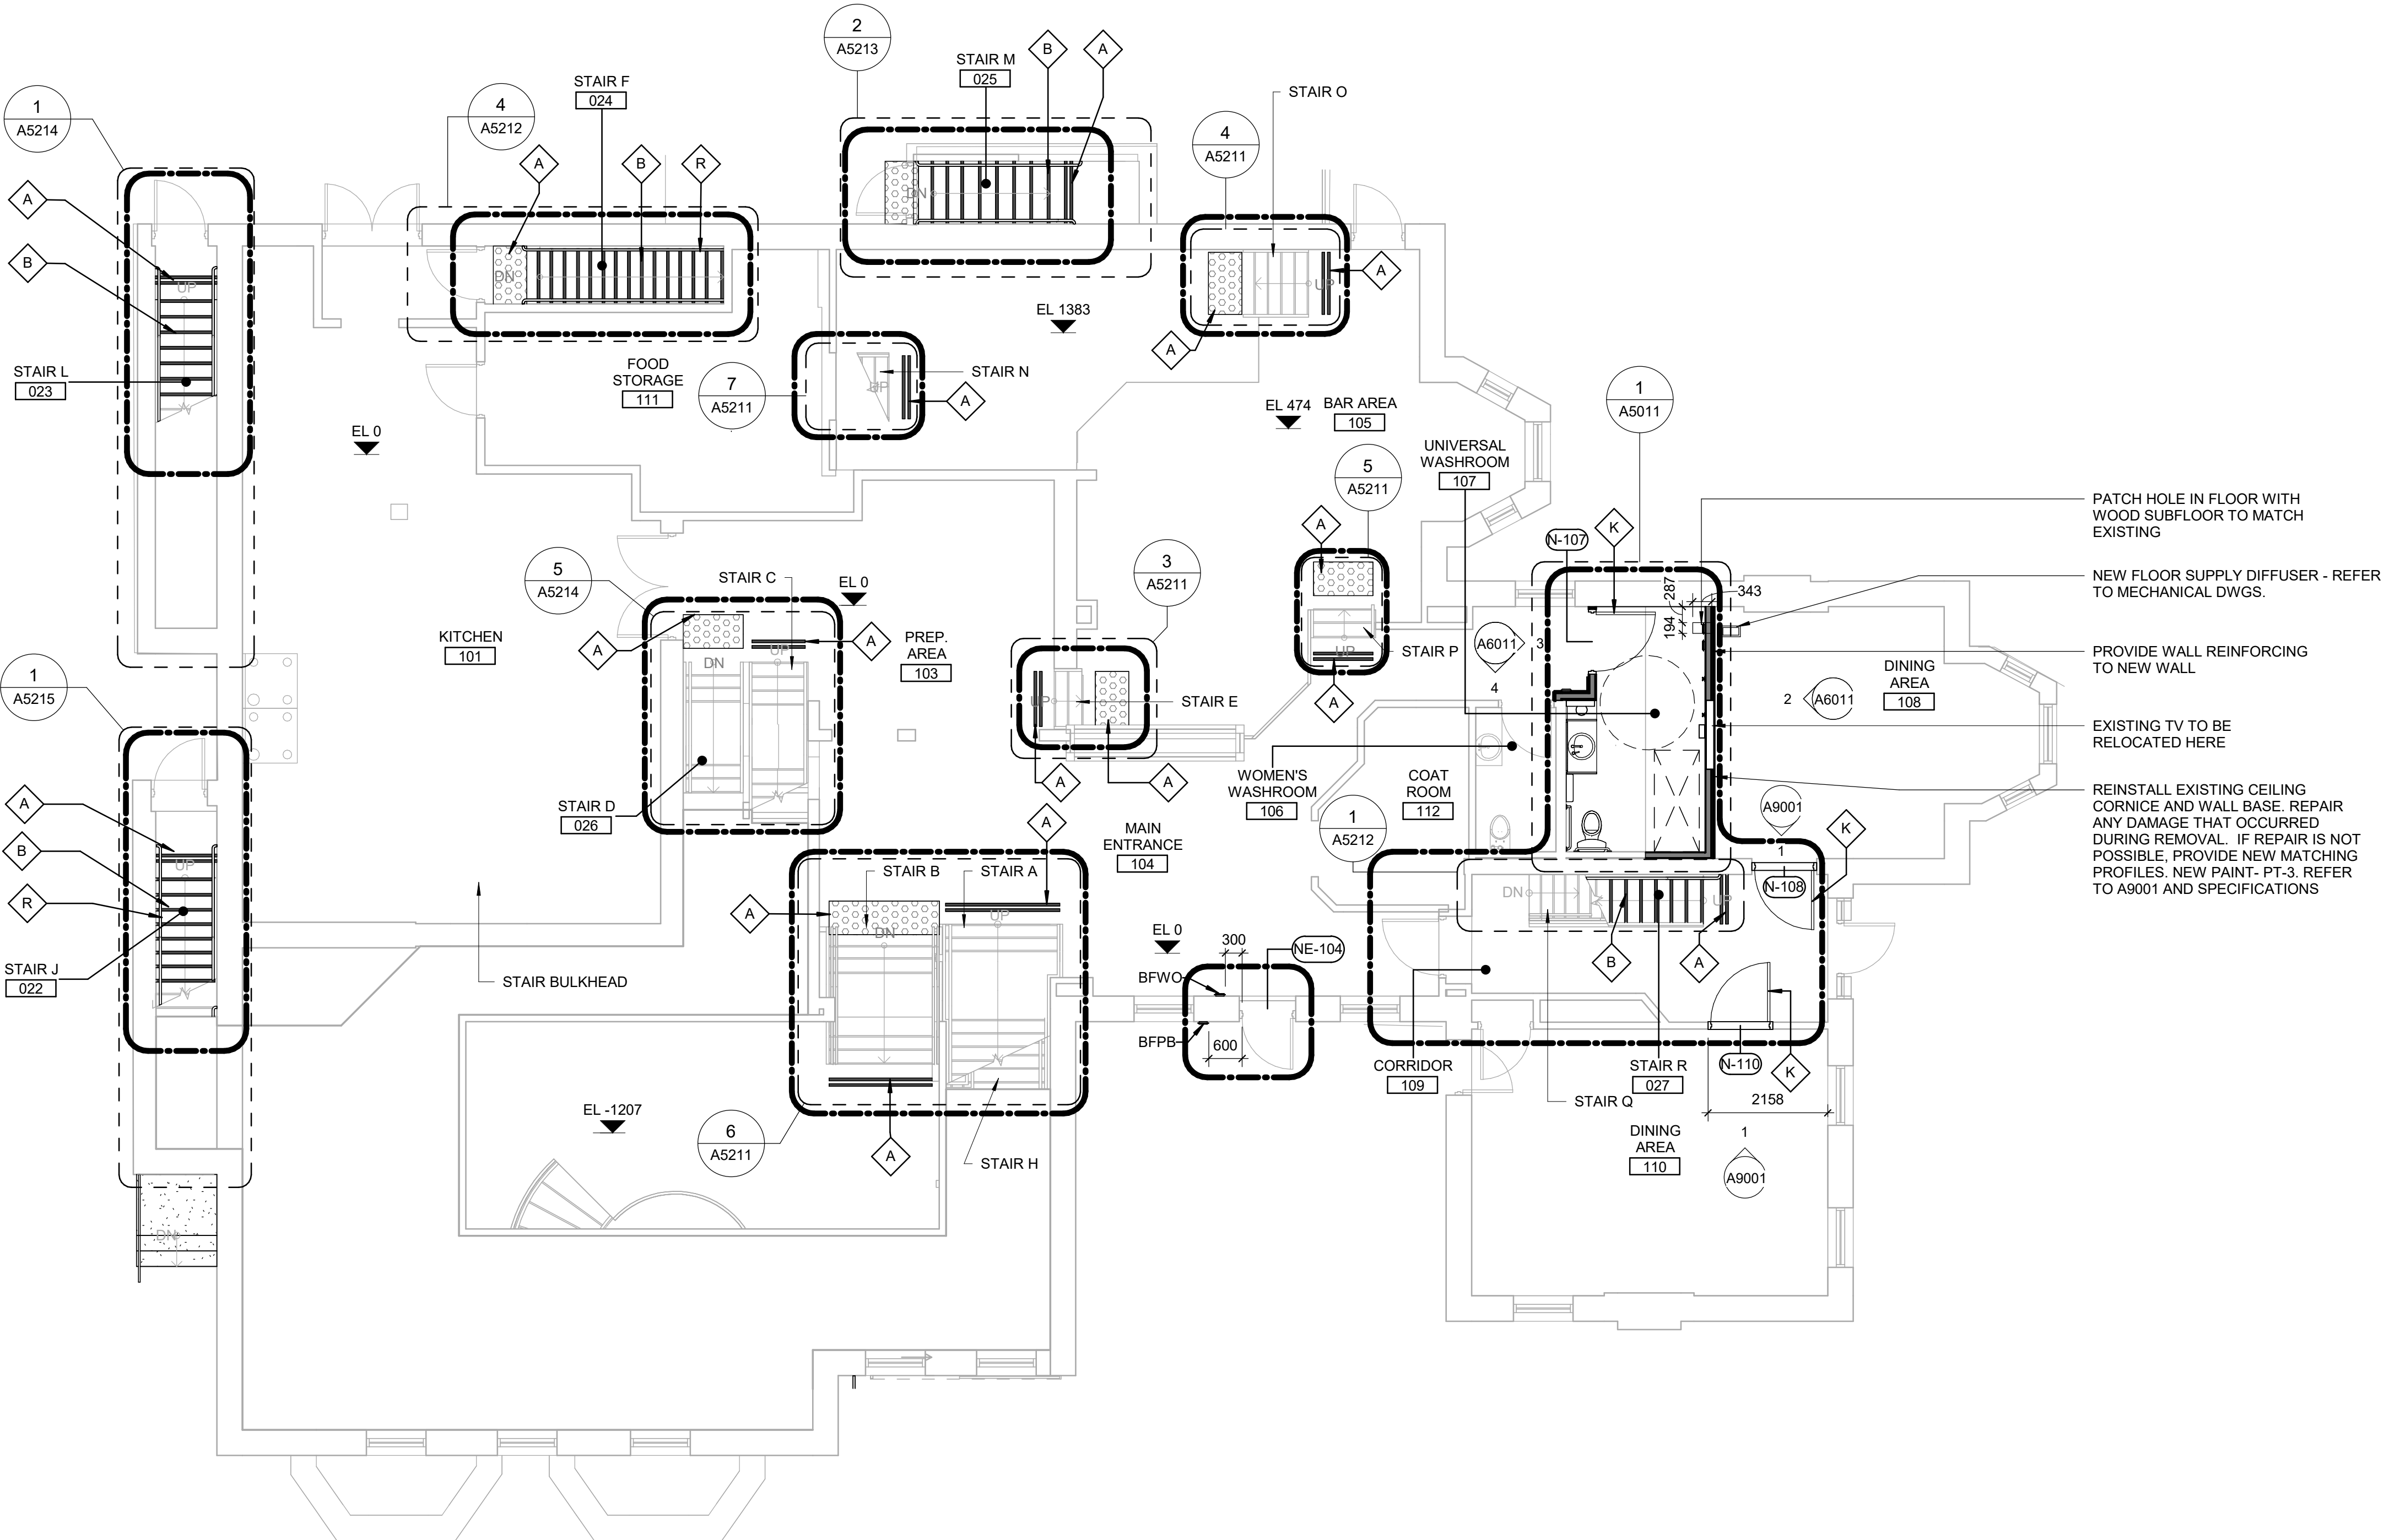 2
A5213
STAIR M
025
B
A
STAIR F
024
4
A5212
1
A5214
STAIR O
4
A5211
A
B
R
A
B
DN
DN
UP
UP
A
A
EL 1383
STAIR L
023
FOOD
STORAGE
111
7
A5211
STAIR N
UP
A
EL 0
EL 474
BAR AREA
105
1
A5011
UNIVERSAL
WASHROOM
107
5
A5211
PATCH HOLE IN FLOOR WITH
WOOD SUBFLOOR TO MATCH
EXISTING
A
N-107
K
5
A5214
STAIR C
EL 0
3
A5211
287
343
194
NEW FLOOR SUPPLY DIFFUSER - REFER
TO MECHANICAL DWGS.
KITCHEN
101
A
A
PREP.
AREA
103
UP
DN
A6011
3
4
STAIR P
UP
PROVIDE WALL REINFORCING
TO NEW WALL
DINING
AREA
108
2
A6011
1
A5215
UP
STAIR E
A
EXISTING TV TO BE
RELOCATED HERE
STAIR D
026
A
A
WOMEN'S
WASHROOM
106
COAT
ROOM
112
REINSTALL EXISTING CEILING
CORNICE AND WALL BASE. REPAIR
ANY DAMAGE THAT OCCURRED
DURING REMOVAL.  IF REPAIR IS NOT
POSSIBLE, PROVIDE NEW MATCHING
PROFILES. NEW PAINT- PT-3. REFER
TO A9001 AND SPECIFICATIONS
A
B
R
UP
A
MAIN
ENTRANCE
104
1
A5212
A9001
1
K
STAIR B
STAIR A
A
DN
UP
DN
UP
N-108
STAIR J
022
STAIR BULKHEAD
EL 0
300
NE-104
B
A
BFWO
BFPB
600
CORRIDOR
109
STAIR R
027
N-110
K
STAIR Q
2158
EL -1207
6
A5211
A
STAIR H
DINING
AREA
110
1
A9001
DN